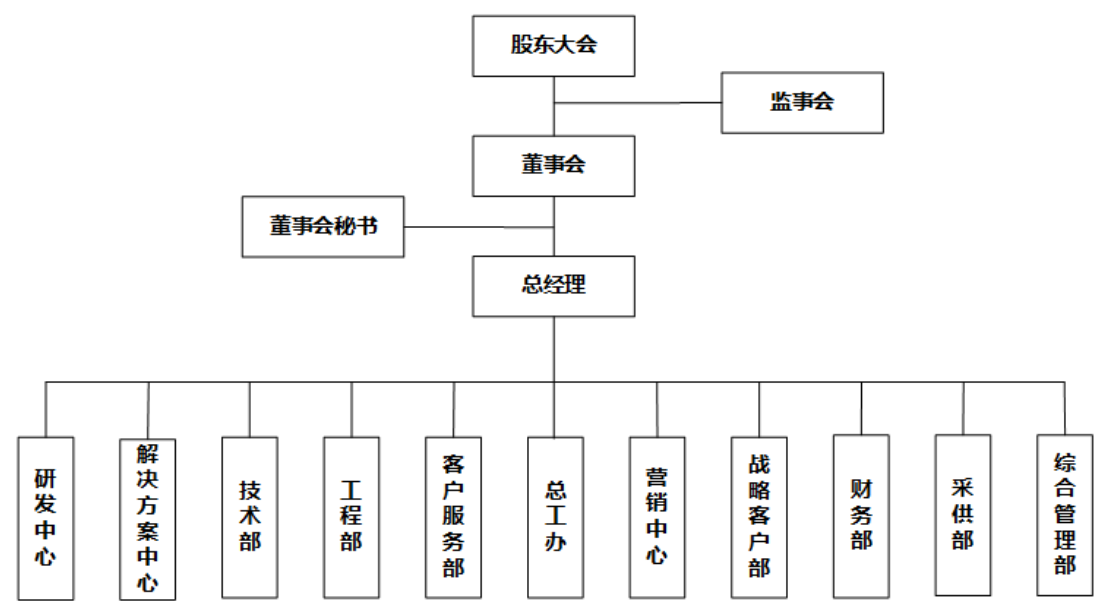 股东大会
监事会
董事会
董事会秘书
总经理
研发中心
解决方案中心
技术部
工程部
客户服务部
总工办
营销中心
战略客户部
财务部
采供部
综合管理部